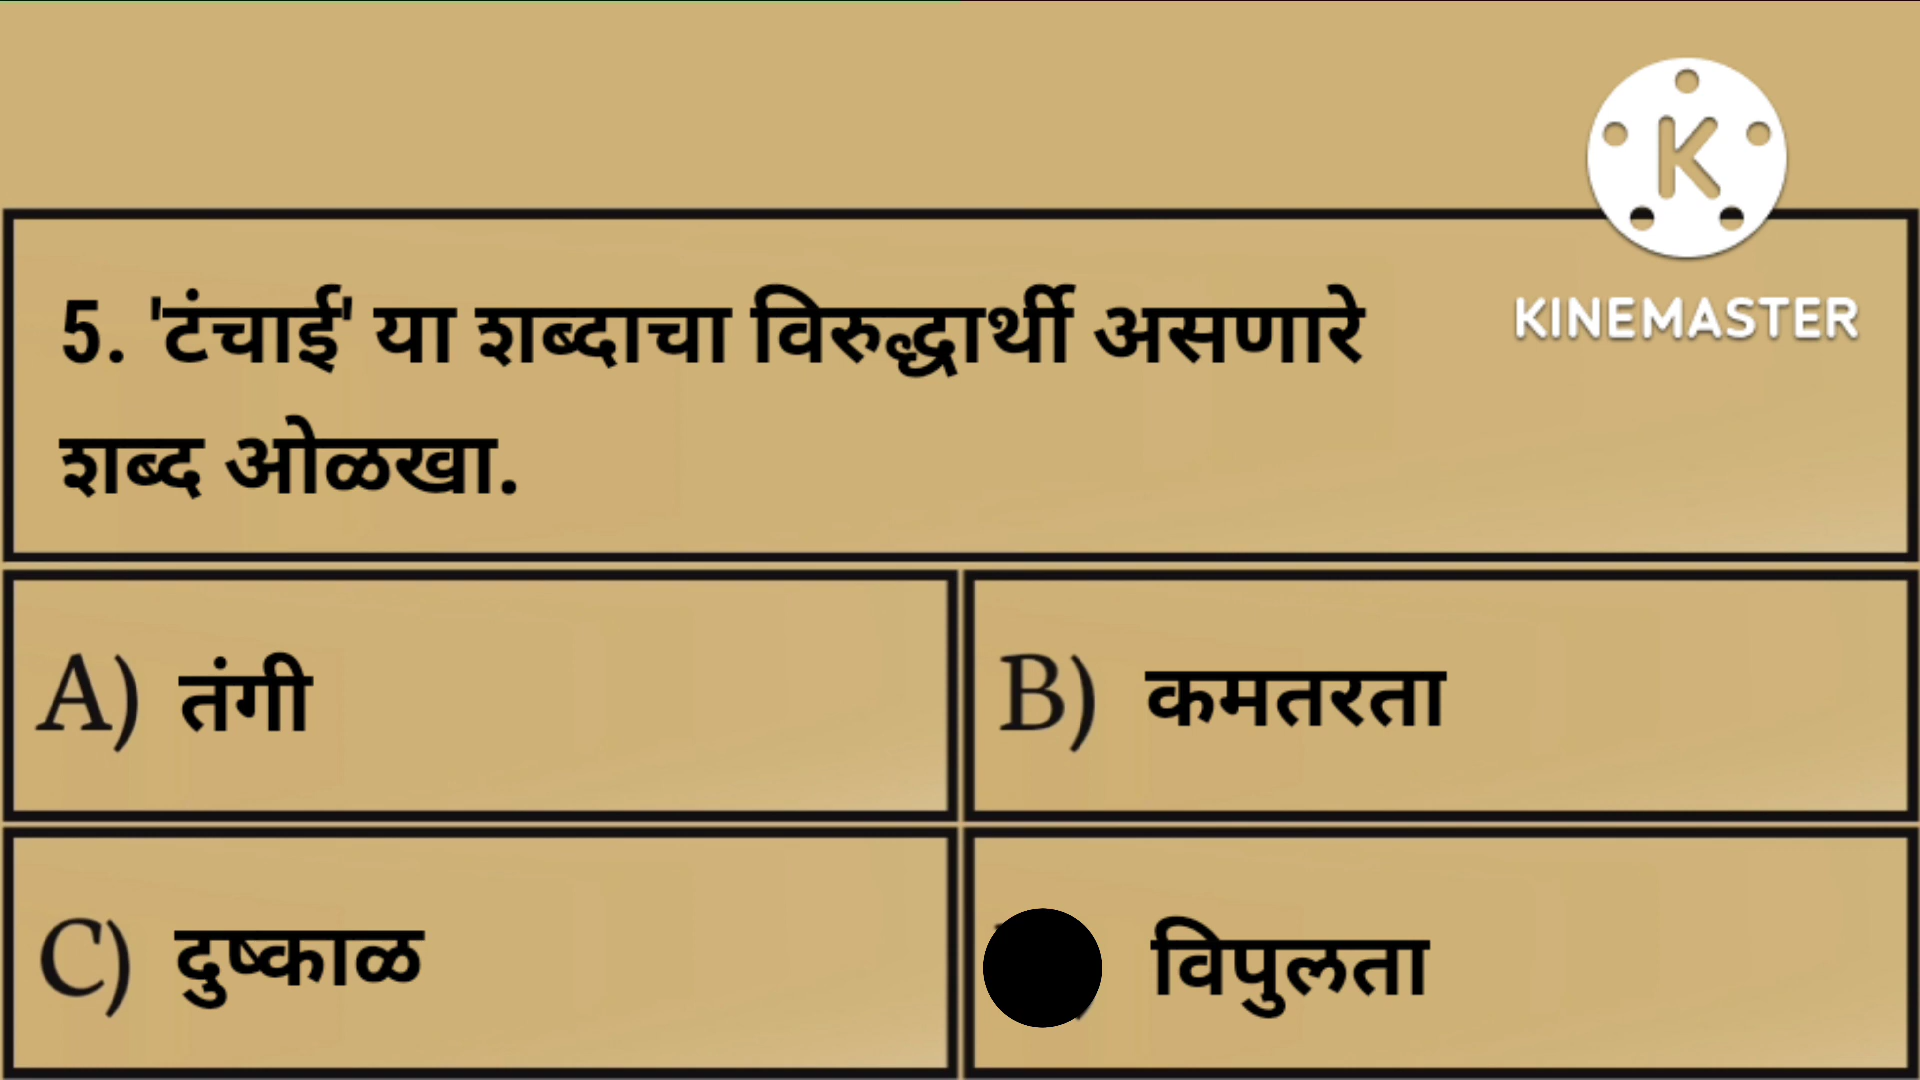 K
KINEMASTER
5. 'टंचाई' या शब्दाचा विरुद्धार्थी असणारे
शब्द ओळखा.
A) तंगी
B) कमतरता
C) दुष्काळ
विपुलता